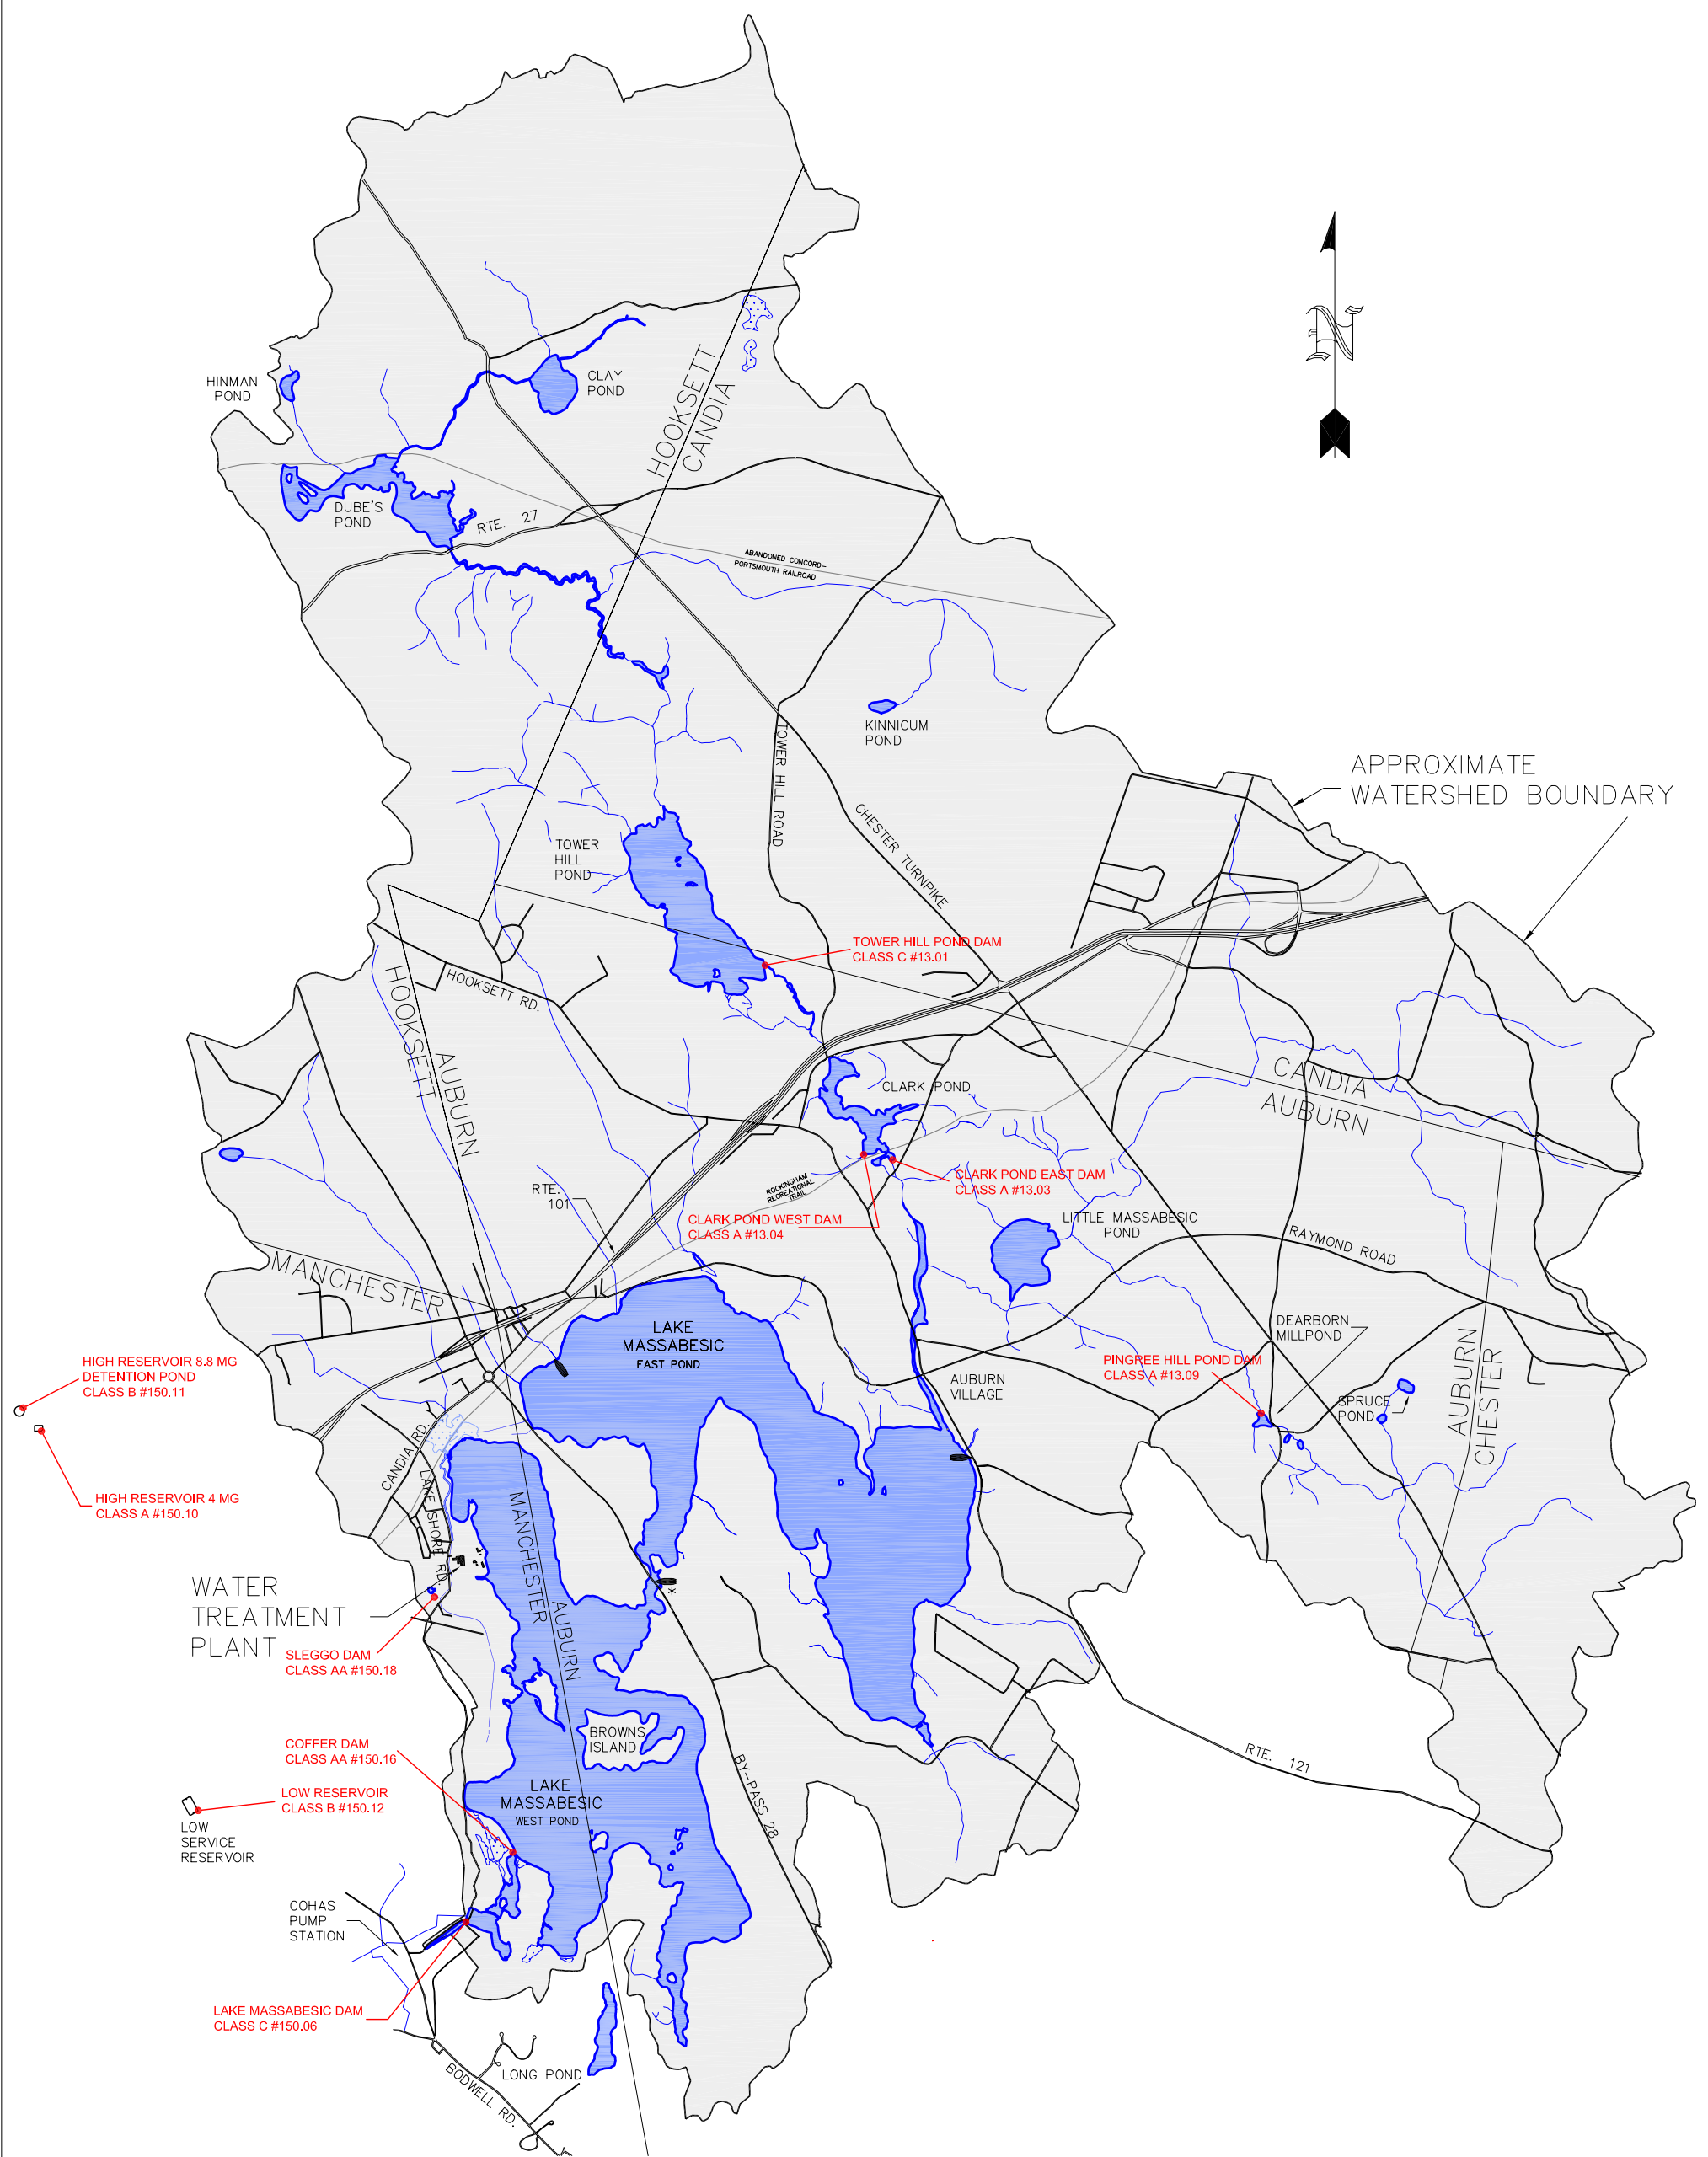 N
HINMAN
POND
CLAY
POND
HOOKSETT
CANDIA
DUBE'S
POND
RTE. 27
ABANDONED CONCORD-
PORTSMOUTH RAILROAD
KINNICUM
POND
TOWER HILL ROAD
CHESTER TURNPIKE
APPROXIMATE
WATERSHED BOUNDARY
TOWER
HILL
POND
TOWER HILL POND DAM
CLASS C #13.01
HOOKSETT RD.
HOOKSETT
AUBURN
CLARK POND
CANDIA
AUBURN
CLARK POND EAST DAM
CLASS A #13.03
ROCKINGHAM
RECREATIONAL
TRAIL
RTE.
101
CLARK POND WEST DAM
CLASS A #13.04
LITTLE MASSABESIC
POND
RAYMOND ROAD
MANCHESTER
LAKE
MASSABESIC
EAST POND
DEARBORN
MILLPOND
HIGH RESERVOIR 8.8 MG
DETENTION POND
CLASS B #150.11
PINGREE HILL POND DAM
CLASS A #13.09
AUBURN
VILLAGE
SPRUCE
POND
AUBURN
CHESTER
CANDIA RD.
HIGH RESERVOIR 4 MG
CLASS A #150.10
LAKE SHORE RD.
MANCHESTER
AUBURN
*
WATER
TREATMENT
PLANT
SLEGGO DAM
CLASS AA #150.18
BROWNS
ISLAND
COFFER DAM
CLASS AA #150.16
BY-PASS 28
RTE. 121
LOW RESERVOIR
CLASS B #150.12
LAKE
MASSABESIC
WEST POND
LOW
SERVICE
RESERVOIR
COHAS
PUMP
STATION
LAKE MASSABESIC DAM
CLASS C #150.06
LONG POND
BODWELL RD.